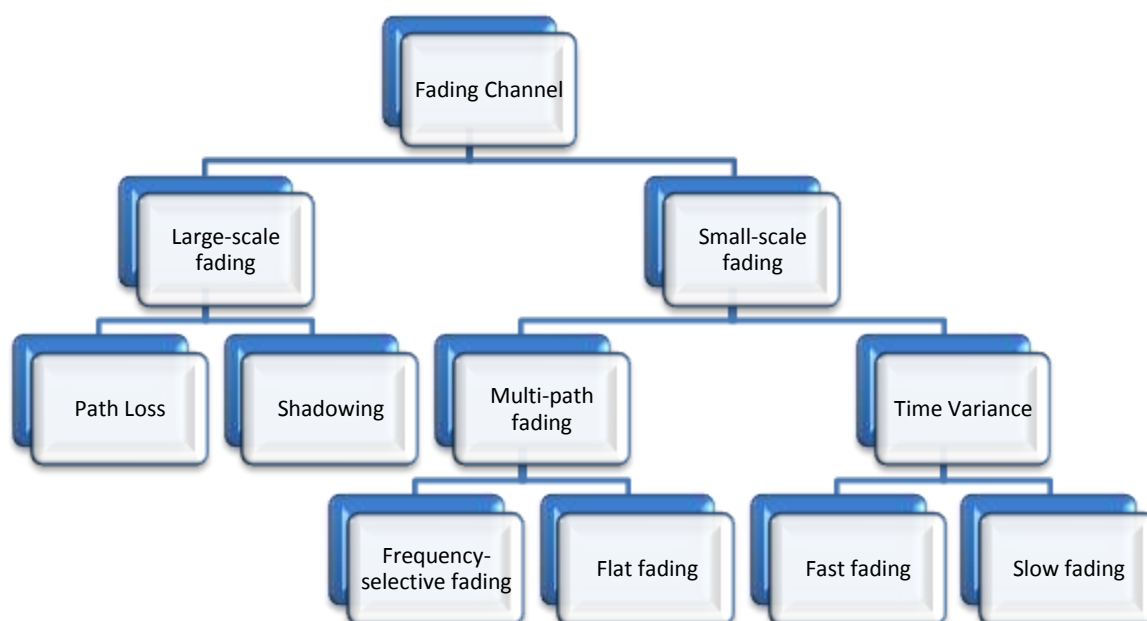 Fading Channel
Large-scale
fading
Small-scale
fading
Path Loss
Shadowing
Multi-path
fading
Time Variance
Frequency-
selective fading
Flat fading
Fast fading
Slow fading